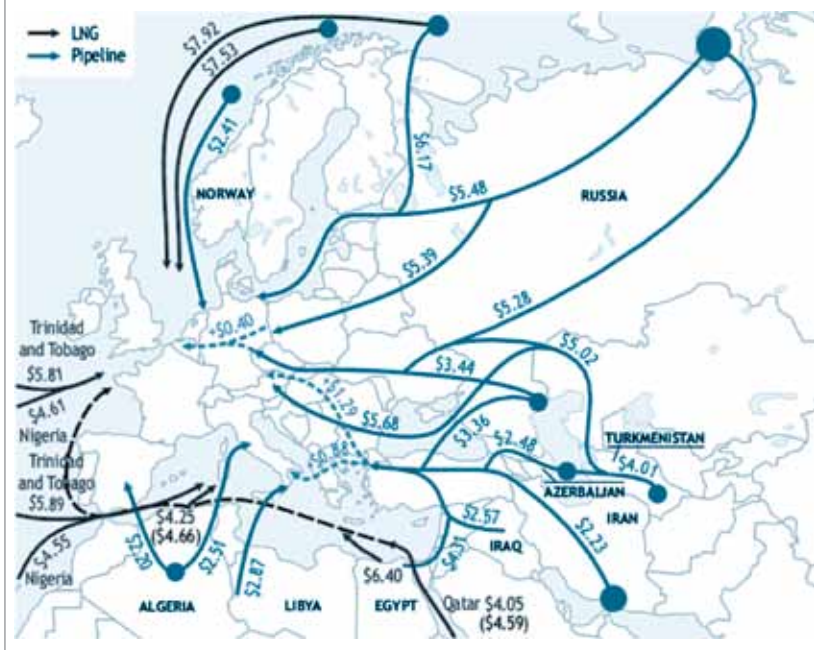 LNG
Pipeline
$7.92
$7.53
$2.41
$6.17
NORWAY
$5.48
RUSSIA
$5.39
+$0.40
$5.28
Trinidad
and Tobago
$5.81
$4.61
Nigeria
$3.44
$5.02
+$1.29
$5.68
$3.36
Trinidad
and Tobago
$5.89
+$0.88
$2.48
TURKMENISTAN
$4.01
AZERBAIJAN
IRAN
$4.25
($4.66)
$2.57
IRAQ
$2.23
$4.55
Nigeria
$2.20
$2.51
$2.87
$4.31
$6.40
ALGERIA
LIBYA
EGYPT
Qatar $4.05
($4.59)